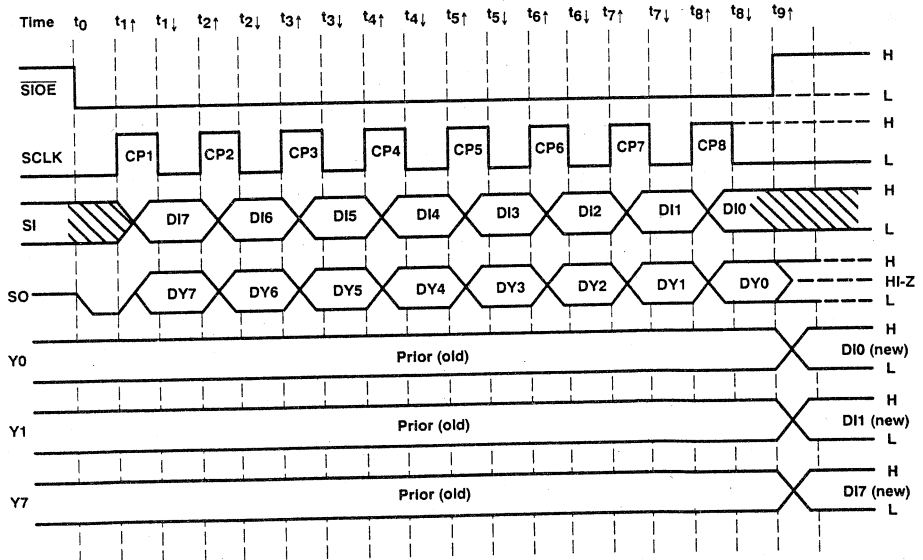 Time t0 t1↑ t1↓ t2↑ t2↓ t3↑ t3↓ t4↑ t4↓ t5↑ t5↓ t6↑ t6↓ t7↑ t7↓ t8↑ t8↓ t9↑
H
SIOE
L
H
SCLK CP1 CP2 CP3 CP4 CP5 CP6 CP7 CP8
L
H
SI DI7 DI6 DI5 DI4 DI3 DI2 DI1 DI0
L
H
SO DY7 DY6 DY5 DY4 DY3 DY2 DY1 DY0 HI-Z
L
H
Y0 Prior (old) DI0 (new)
L
H
Y1 Prior (old) DI1 (new)
L
H
Y7 Prior (old) DI7 (new)
L